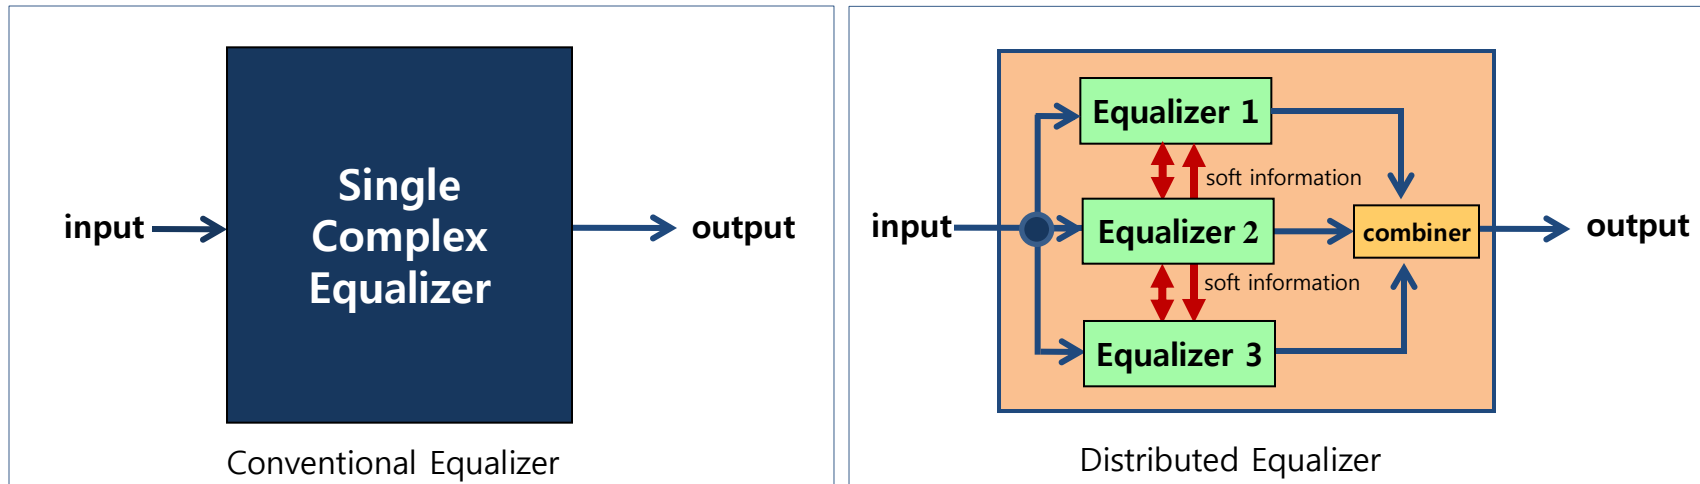 input
Single
Complex
Equalizer
output
Conventional Equalizer
input
Equalizer 1
soft information
Equalizer 2
soft information
Equalizer 3
combiner
output
Distributed Equalizer